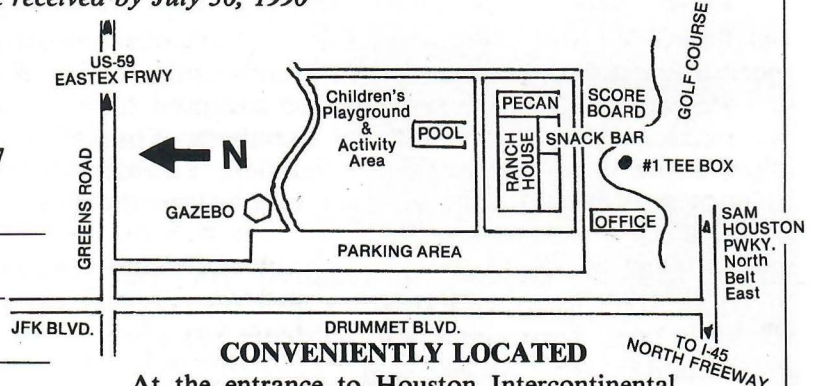 received by July 30, 1990
US-59
EASTEX FRWY
GREENS ROAD
N
GAZEBO
Children's
Playground
&
Activity
Area
POOL
PECAN
RANCH
HOUSE
SNACK BAR
SCORE
BOARD
GOLF COURSE
#1 TEE BOX
OFFICE
PARKING AREA
SAM
HOUSTON
PWKY.
North
Belt
East
JFK BLVD.
DRUMMET BLVD.
TO I-45
NORTH FREEWAY
CONVENIENTLY LOCATED
At the entrance to Houston Intercontinental